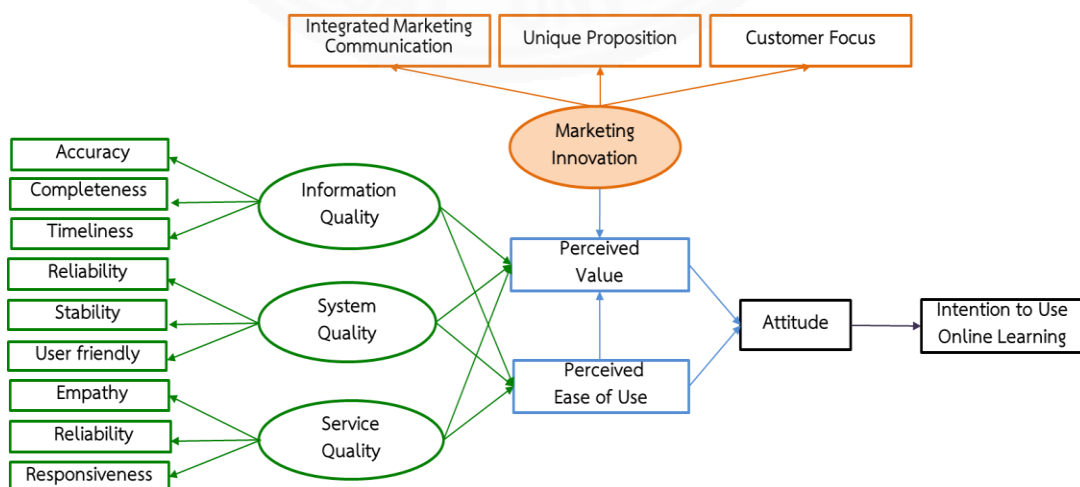 Integrated Marketing
Communication
Unique Proposition
Customer Focus
Marketing
Innovation
Accuracy
Completeness
Timeliness
Reliability
Stability
User friendly
Empathy
Reliability
Responsiveness
Information
Quality
System
Quality
Service
Quality
Perceived
Value
Perceived
Ease of Use
Attitude
Intention to Use
Online Learning